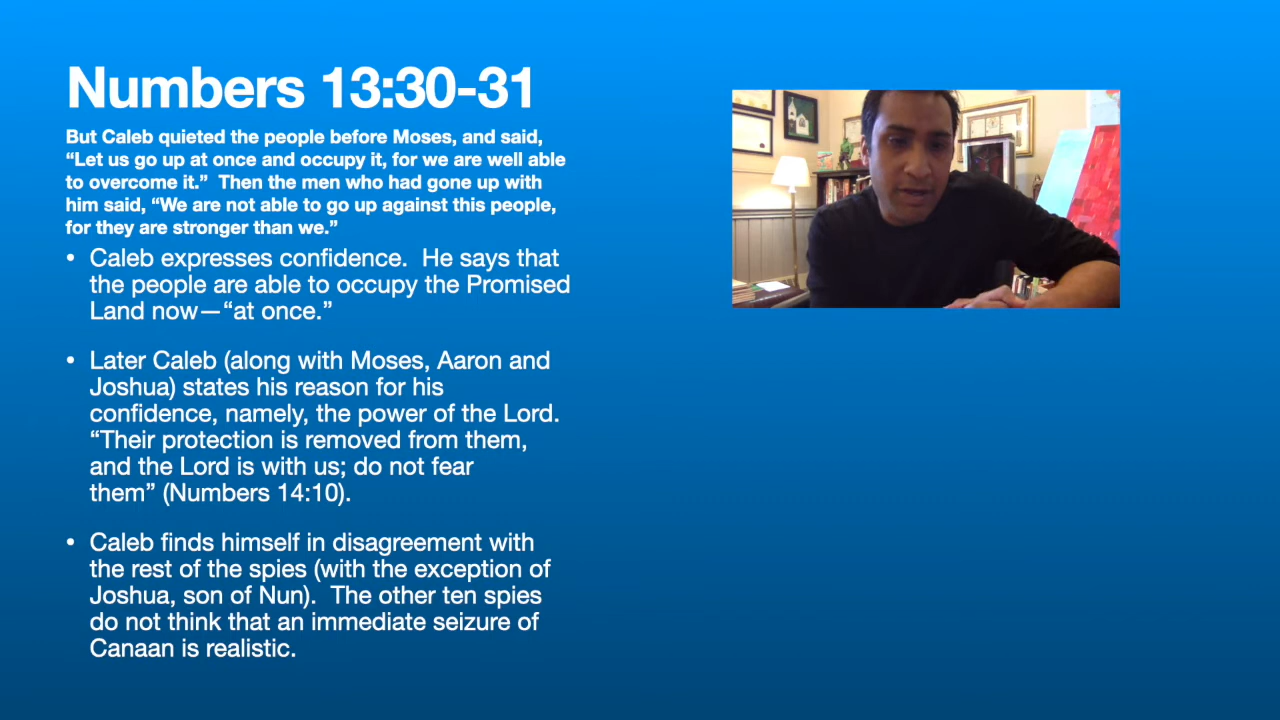 Numbers 13:30-31
But Caleb quieted the people before Moses, and said,
“Let us go up at once and occupy it, for we are well able
to overcome it.”  Then the men who had gone up with
him said, “We are not able to go up against this people,
for they are stronger than we.”
• Caleb expresses confidence.  He says that
the people are able to occupy the Promised
Land now—“at once.”
• Later Caleb (along with Moses, Aaron and
Joshua) states his reason for his
confidence, namely, the power of the Lord.
“Their protection is removed from them,
and the Lord is with us; do not fear
them” (Numbers 14:10).
• Caleb finds himself in disagreement with
the rest of the spies (with the exception of
Joshua, son of Nun).  The other ten spies
do not think that an immediate seizure of
Canaan is realistic.